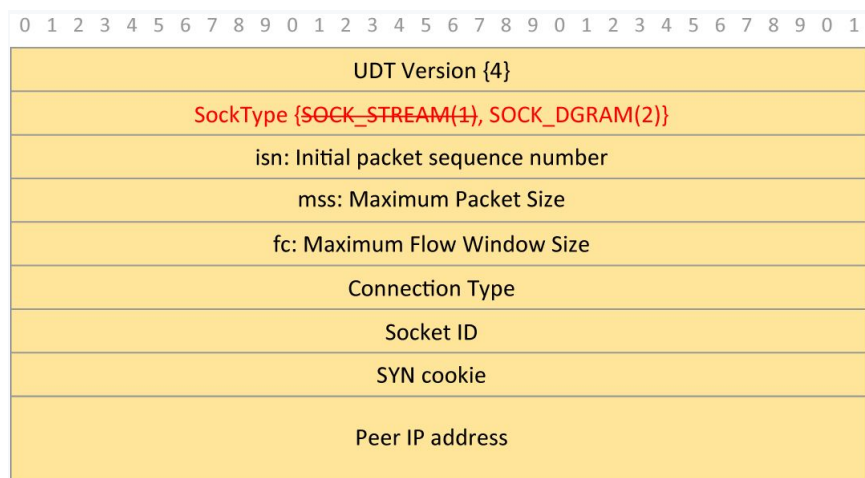 0 1 2 3 4 5 6 7 8 9 0 1 2 3 4 5 6 7 8 9 0 1 2 3 4 5 6 7 8 9 0 1
UDT Version {4}
SockType {SOCK_STREAM(1), SOCK_DGRAM(2)}
isn: Initial packet sequence number
mss: Maximum Packet Size
fc: Maximum Flow Window Size
Connection Type
Socket ID
SYN cookie
Peer IP address